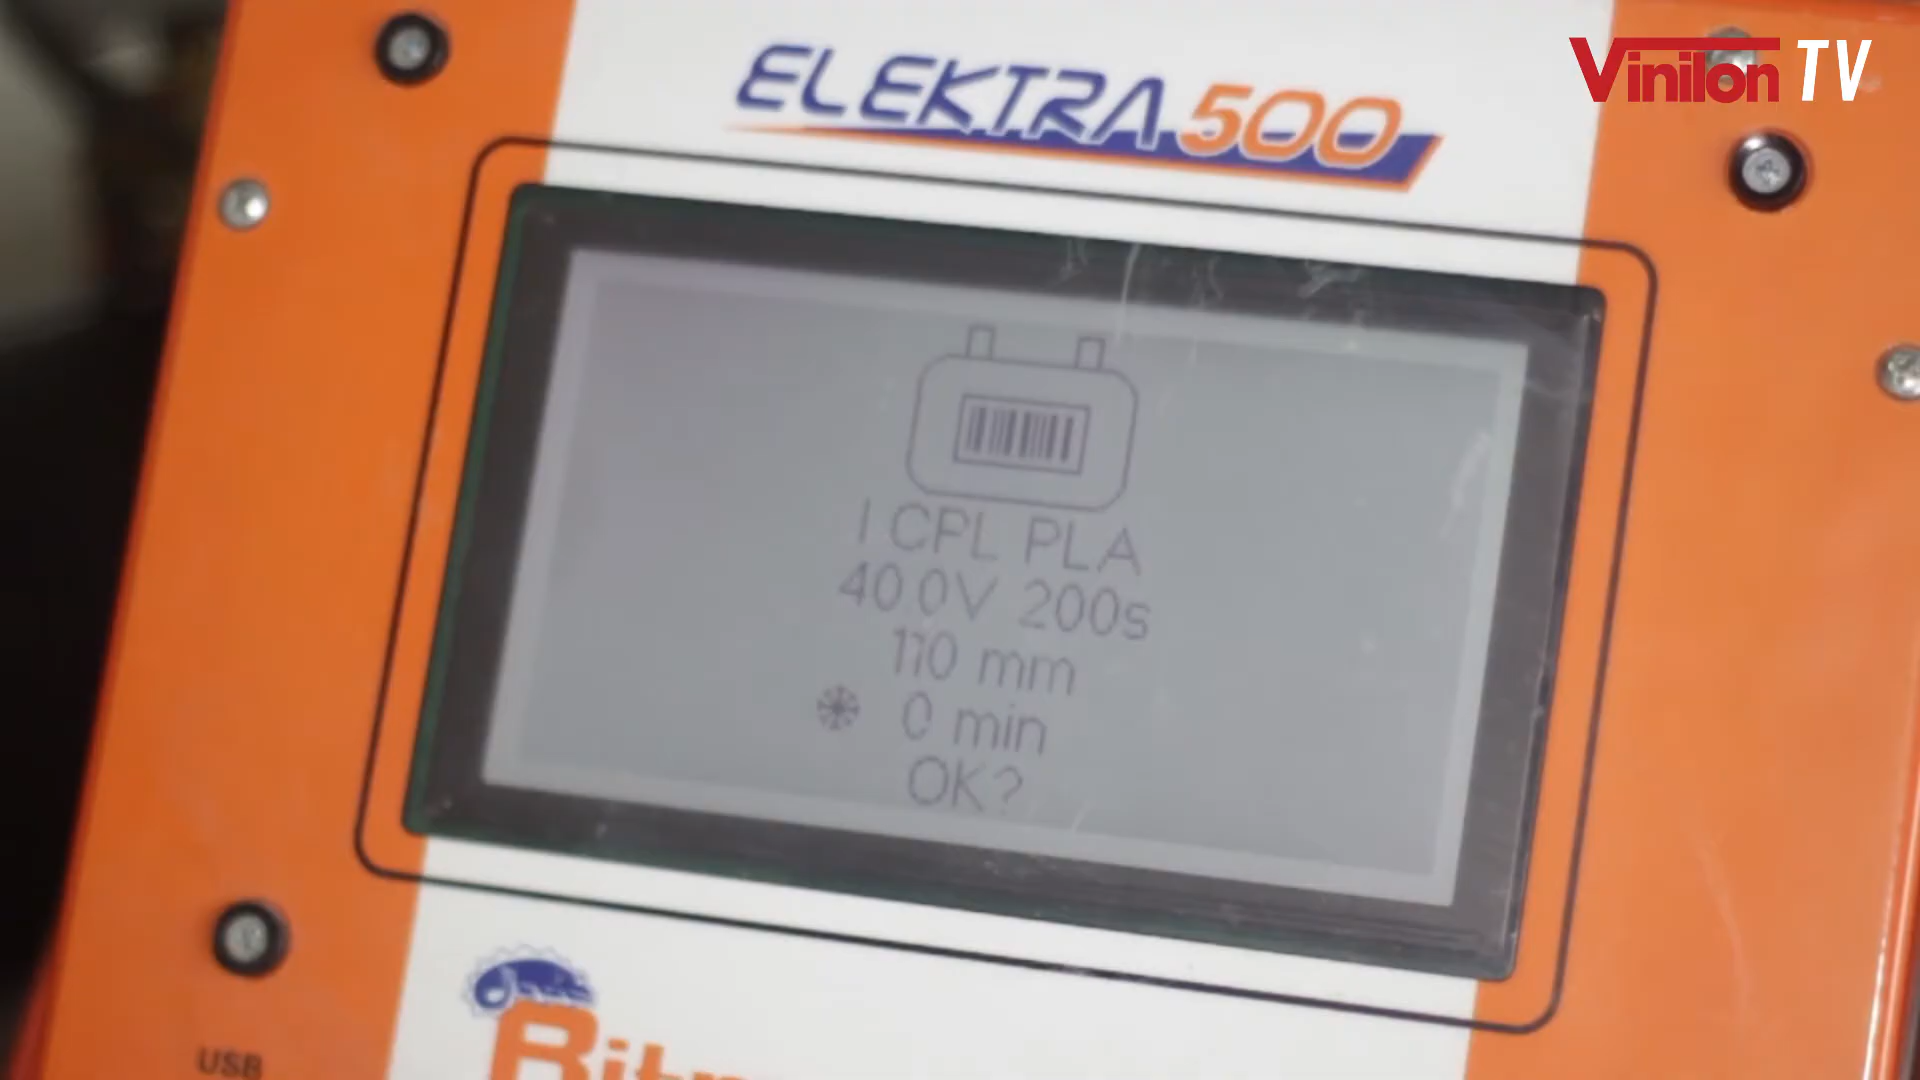 Vinilon TV
ELEKTRA 500
I CPL PLA
40.0V 200s
110 mm
0 min
OK?
USB